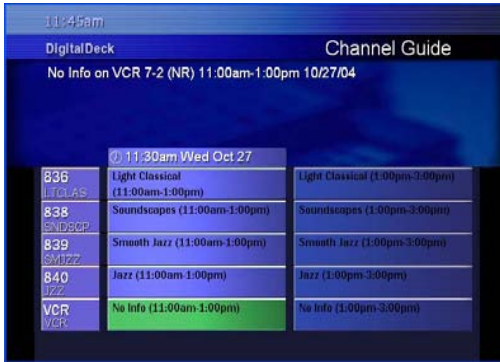 11:45am
DigitalDeck
Channel Guide
No Info on VCR 7-2 (NR) 11:00am-1:00pm 10/27/04
11:30am Wed Oct 27
836
LTCLAS
Light Classical
(11:00am-1:00pm)
Light Classical (1:00pm-3:00pm)
838
SNDSCP
Soundscapes (11:00am-1:00pm)
Soundscapes (1:00pm-3:00pm)
839
SMJZZ
Smooth Jazz (11:00am-1:00pm)
Smooth Jazz (1:00pm-3:00pm)
840
JZZ
Jazz (11:00am-1:00pm)
Jazz (1:00pm-3:00pm)
VCR
VCR
No Info (11:00am-1:00pm)
No Info (1:00pm-3:00pm)